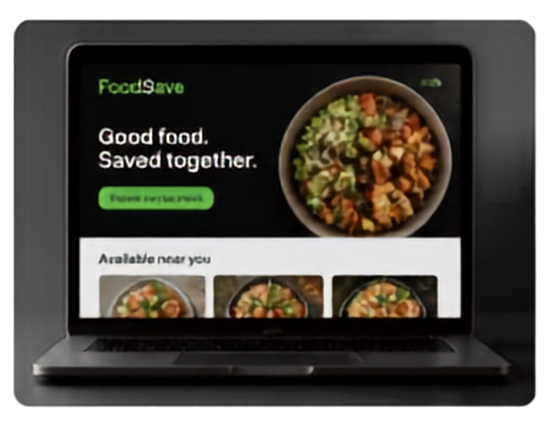 FoodSave
Good food.
Saved together.
Available near you